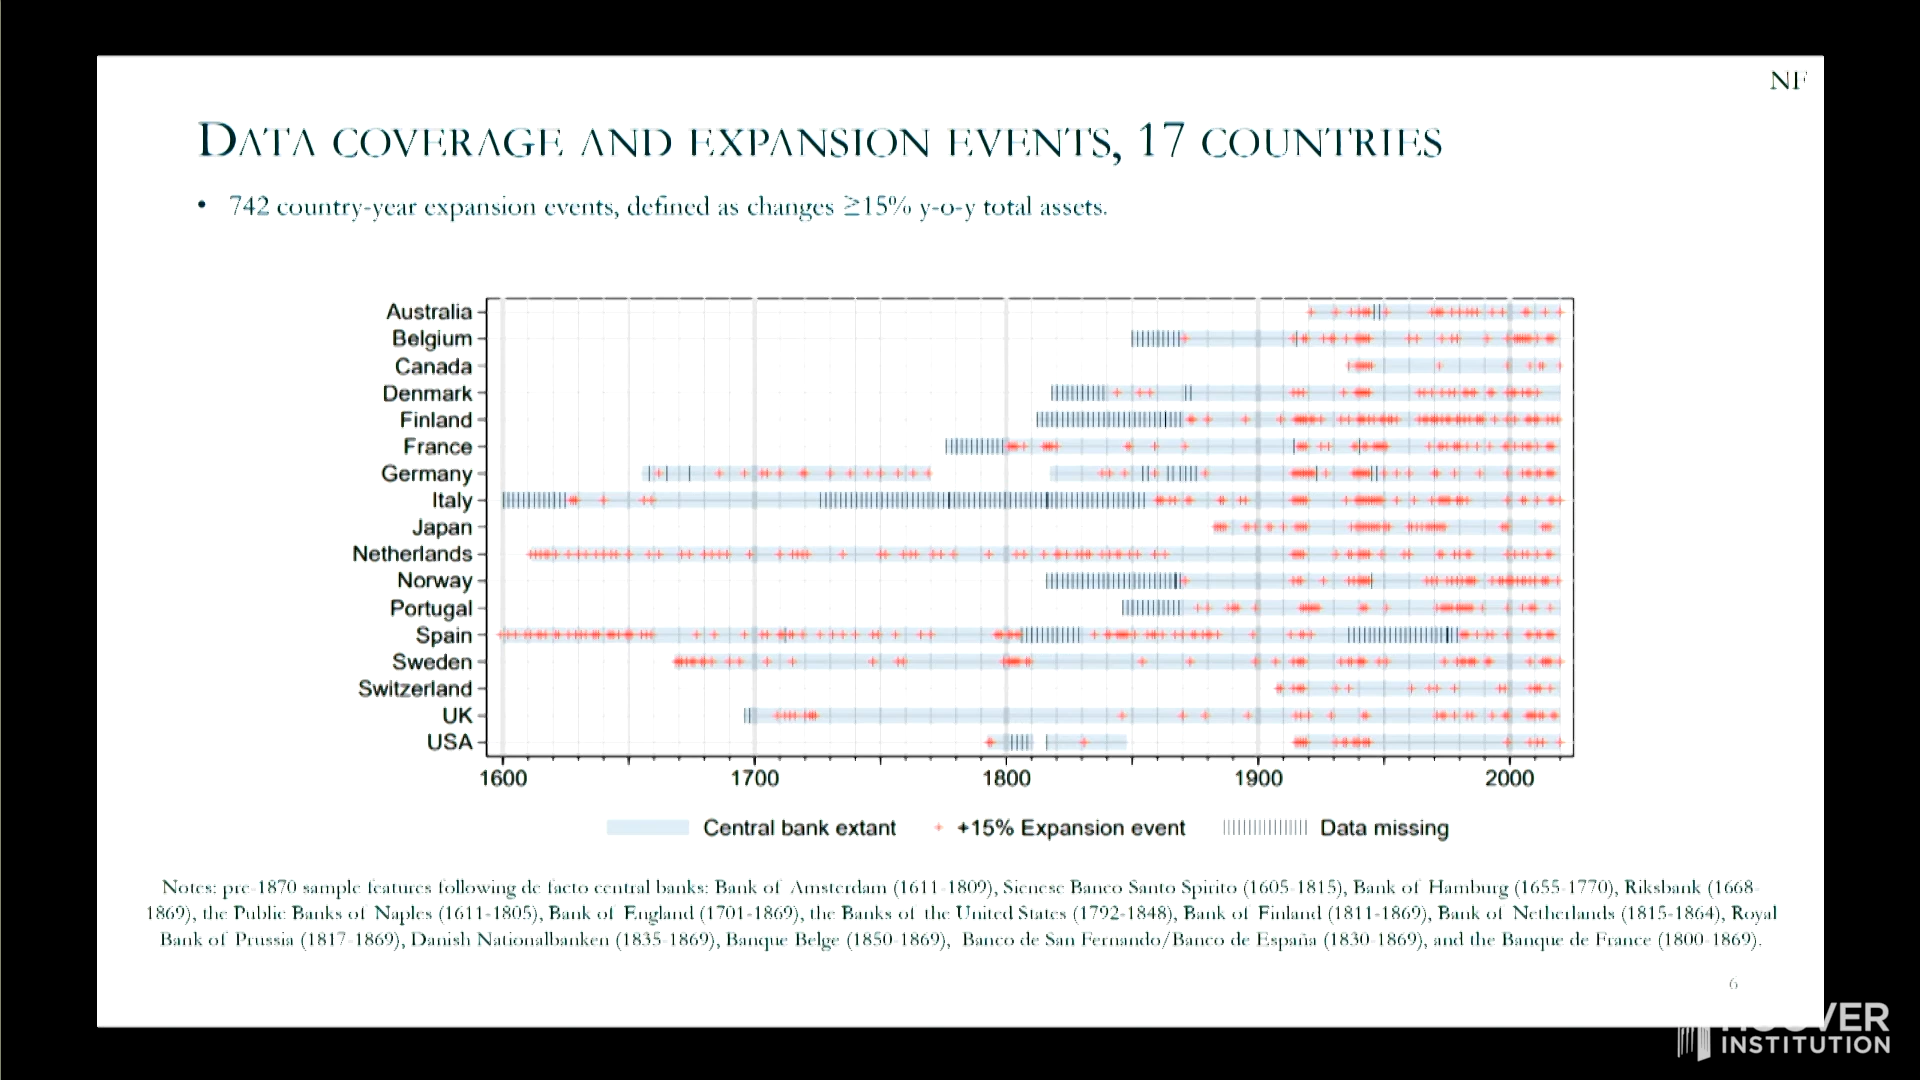 NF
DATA COVERAGE AND EXPANSION EVENTS, 17 COUNTRIES
• 742 country-year expansion events, defined as changes ≥15% y-o-y total assets.
Australia
Belgium
Canada
Denmark
Finland
France
Germany
Italy
Japan
Netherlands
Norway
Portugal
Spain
Sweden
Switzerland
UK
USA
1600 1700 1800 1900 2000
Central bank extant +15% Expansion event Data missing
Notes: pre-1870 sample features following de facto central banks: Bank of Amsterdam (1611-1809), Sienese Banco Santo Spirito (1605-1815), Bank of Hamburg (1655-1770), Riksbank (1668-
1869), the Public Banks of Naples (1611-1805), Bank of England (1701-1869), the Banks of the United States (1792-1848), Bank of Finland (1811-1869), Bank of Netherlands (1815-1864), Royal
Bank of Prussia (1817-1869), Danish Nationalbanken (1835-1869), Banque Belge (1850-1869), Banco de San Fernando/Banco de España (1830-1869), and the Banque de France (1800-1869).
6
HOOVER
INSTITUTION